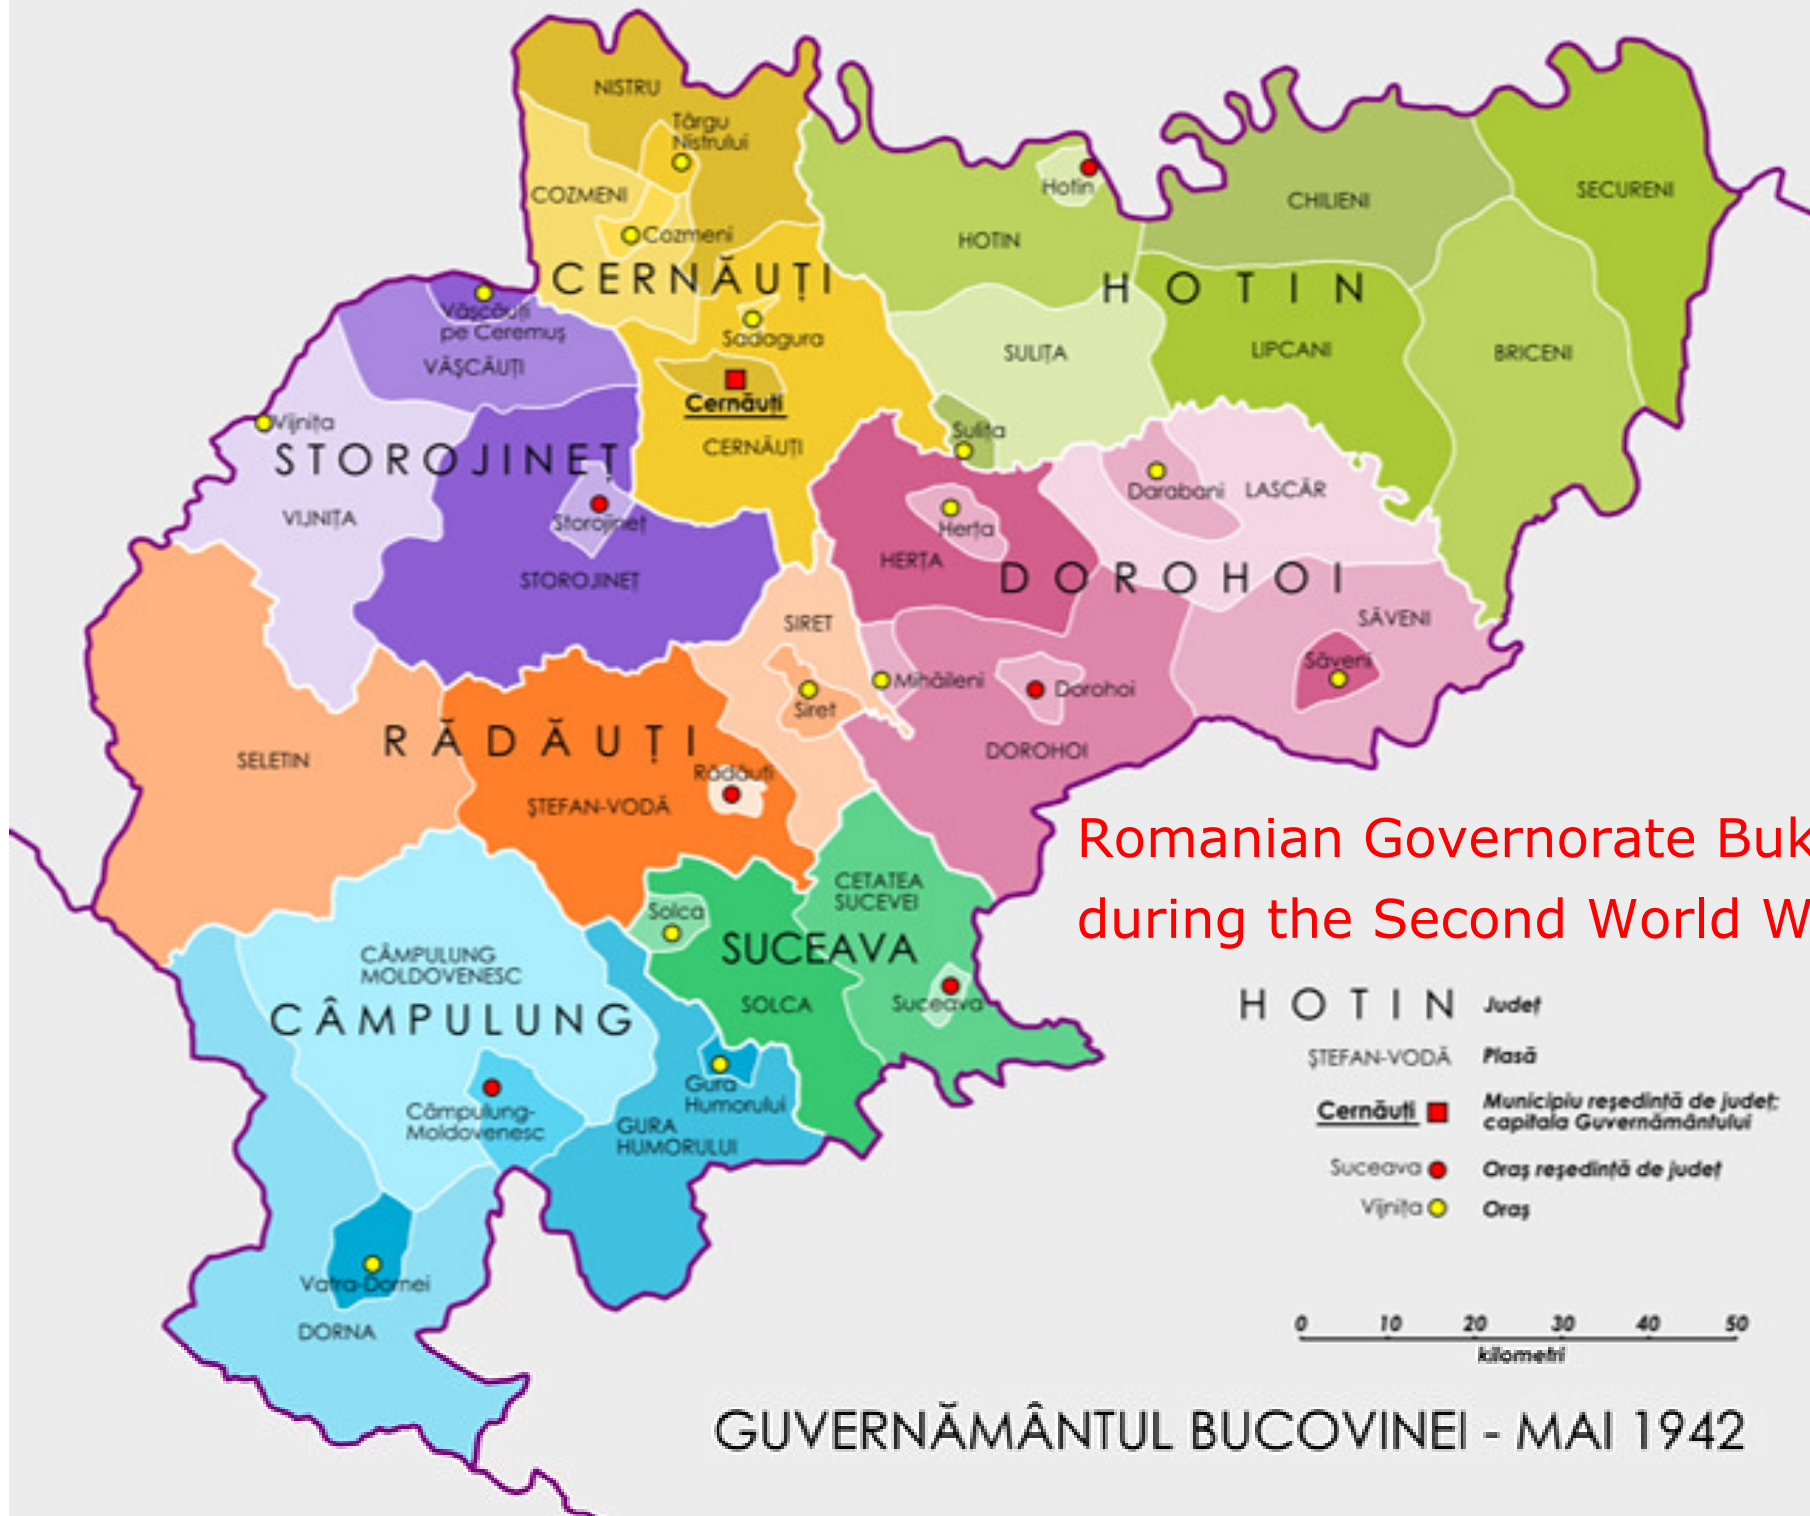 NISTRU
Târgu
Nistrului
COZMENI
Cozmeni
CERNĂUȚI
Sadagura
Cernăuți
CERNĂUȚI
Hotin
HOTIN
CHILIENI
SECURENI
HOTIN
SULIȚA
LIPCANI
BRICENI
Sulița
Vășcăuți
pe Ceremuș
VĂȘCĂUȚI
Vijnița
STOROJINEȚ
VIJNIȚA
Storojineț
STOROJINEȚ
Darabani
LASCĂR
Herța
HERȚA
DOROHOI
SĂVENI
Săveni
Mihăileni
Dorohoi
DOROHOI
SIRET
Siret
RĂDĂUȚI
SELETIN
Rădăuți
ȘTEFAN-VODĂ
CETATEA
SUCEVEI
Solca
SUCEAVA
SOLCA
Suceava
CÂMPULUNG
MOLDOVENESC
CÂMPULUNG
Câmpulung-
Moldovenesc
Gura
Humorului
GURA
HUMORULUI
Vatra-Dornei
DORNA
Romanian Governorate Buk
during the Second World W
HOTIN Județ
ȘTEFAN-VODĂ Plasă
Cernăuți Municipiu reședință de județ;
capitala Guvernământului
Suceava Oraș reședință de județ
Vijnița Oraș
0 10 20 30 40 50
kilometri
GUVERNĂMÂNTUL BUCOVINEI - MAI 1942